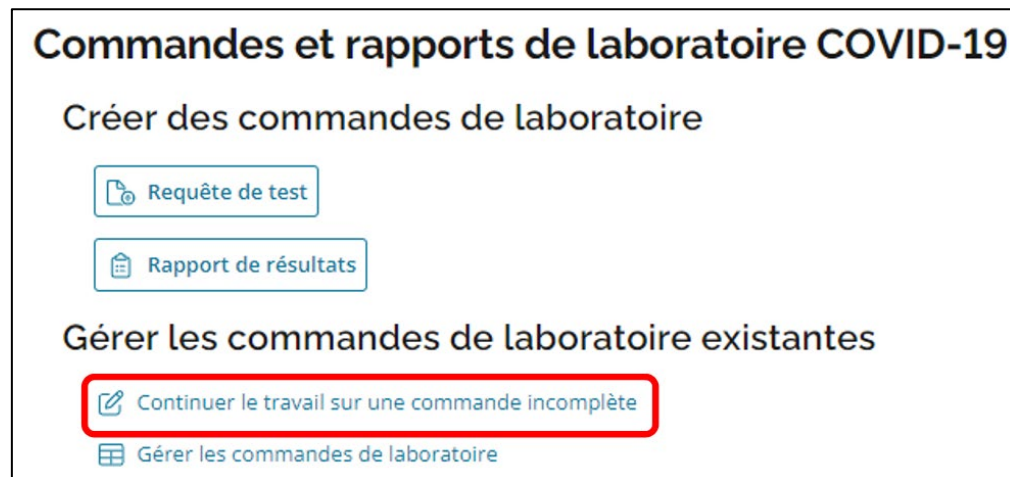 Commandes et rapports de laboratoire COVID-19
Créer des commandes de laboratoire
Requête de test
Rapport de résultats
Gérer les commandes de laboratoire existantes
Continuer le travail sur une commande incomplète
Gérer les commandes de laboratoire